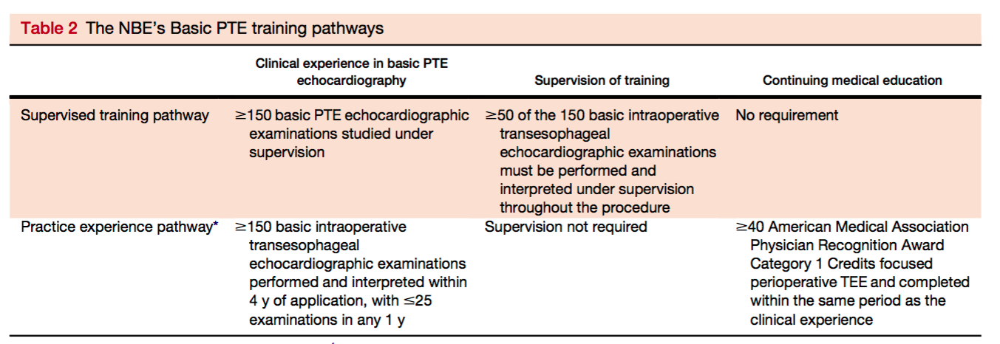 Table 2 The NBE's Basic PTE training pathways
Clinical experience in basic PTE
echocardiography
Supervision of training
Continuing medical education
Supervised training pathway
≥150 basic PTE echocardiographic
examinations studied under
supervision
≥50 of the 150 basic intraoperative
transesophageal
echocardiographic examinations
must be performed and
interpreted under supervision
throughout the procedure
No requirement
Practice experience pathway*
≥150 basic intraoperative
transesophageal
echocardiographic examinations
performed and interpreted within
4 y of application, with ≤25
examinations in any 1 y
Supervision not required
≥40 American Medical Association
Physician Recognition Award
Category 1 Credits focused
perioperative TEE and completed
within the same period as the
clinical experience